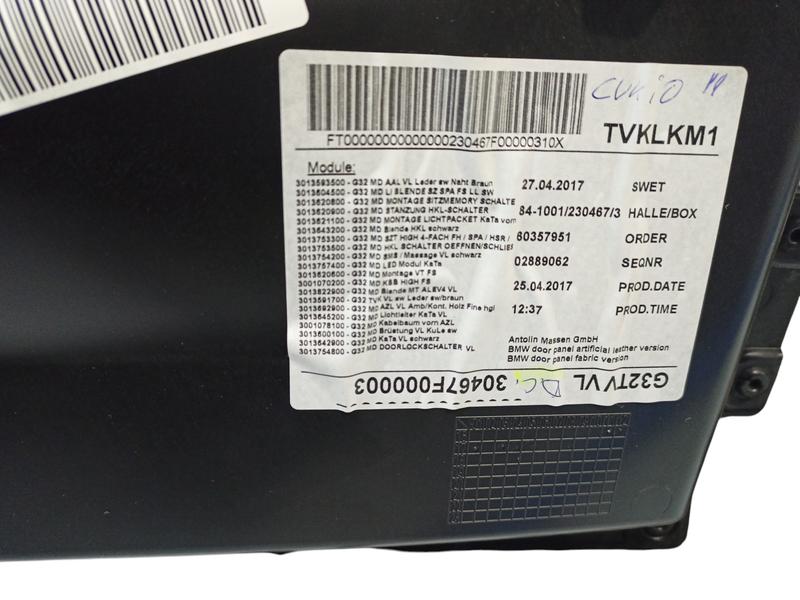 FT00000000000000230467F00000310X
TVKLKM1
Module:
3013593500 - G32 MD AAL VL Leder sw Naht Braun
3013604500 - G32 MD LI BLENDE SZ SPA FS LL SW
3013620800 - G32 MD MONTAGE SITZMEMORY SCHALTE
3013620900 - G32 MD STANZUNG HKL-SCHALTER
3013621100 - G32 MD MONTAGE LICHTPACKET KaTa vorn
3013643200 - G32 MD Blende HKL schwarz
3013753300 - G32 MD SZT HIGH 4-FACH FH / SPA / HSR /
3013753500 - G32 MD HKL SCHALTER OEFFNEN/SCHLIES
3013754200 - G32 MD SMS / Massage VL schwarz
3013757400 - G32 MD LED Modul KaTa
3013820600 - G32 MD Montage VT FS
3001070200 - G32 MD KSB HIGH FS
3013822900 - G32 MD Blende MT ALEV4 VL
3013591700 - G32 TVK VL sw Leder sw/braun
3013692900 - G32 MD AZL VL Amb/Kont. Holz Fine hgl
3013645200 - G32 MD Lichtleiter KaTa VL
3001078100 - G32 MD Kabelbaum vorn AZL
3013600100 - G32 MD Brüstung VL KuLe sw
3013642900 - G32 MD KaTa VL schwarz
3013754800 - G32 MD DOORLOCKSCHALTER VL
27.04.2017 SWET
84-1001/230467/3 HALLE/BOX
60357951 ORDER
02889062 SEQNR
25.04.2017 PROD.DATE
12:37 PROD.TIME
Antolin Massen GmbH
BMW door panel artificial leather version
BMW door panel fabric version
G32TV VL 30467F000003